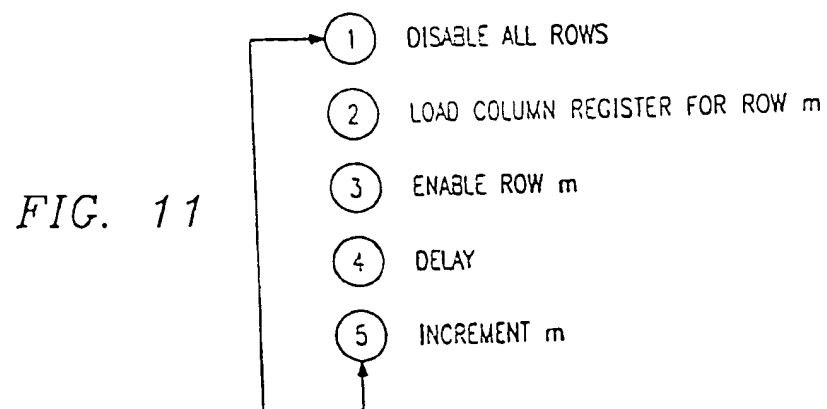 1 DISABLE ALL ROWS
2 LOAD COLUMN REGISTER FOR ROW m
3 ENABLE ROW m
FIG. 11
4 DELAY
5 INCREMENT m